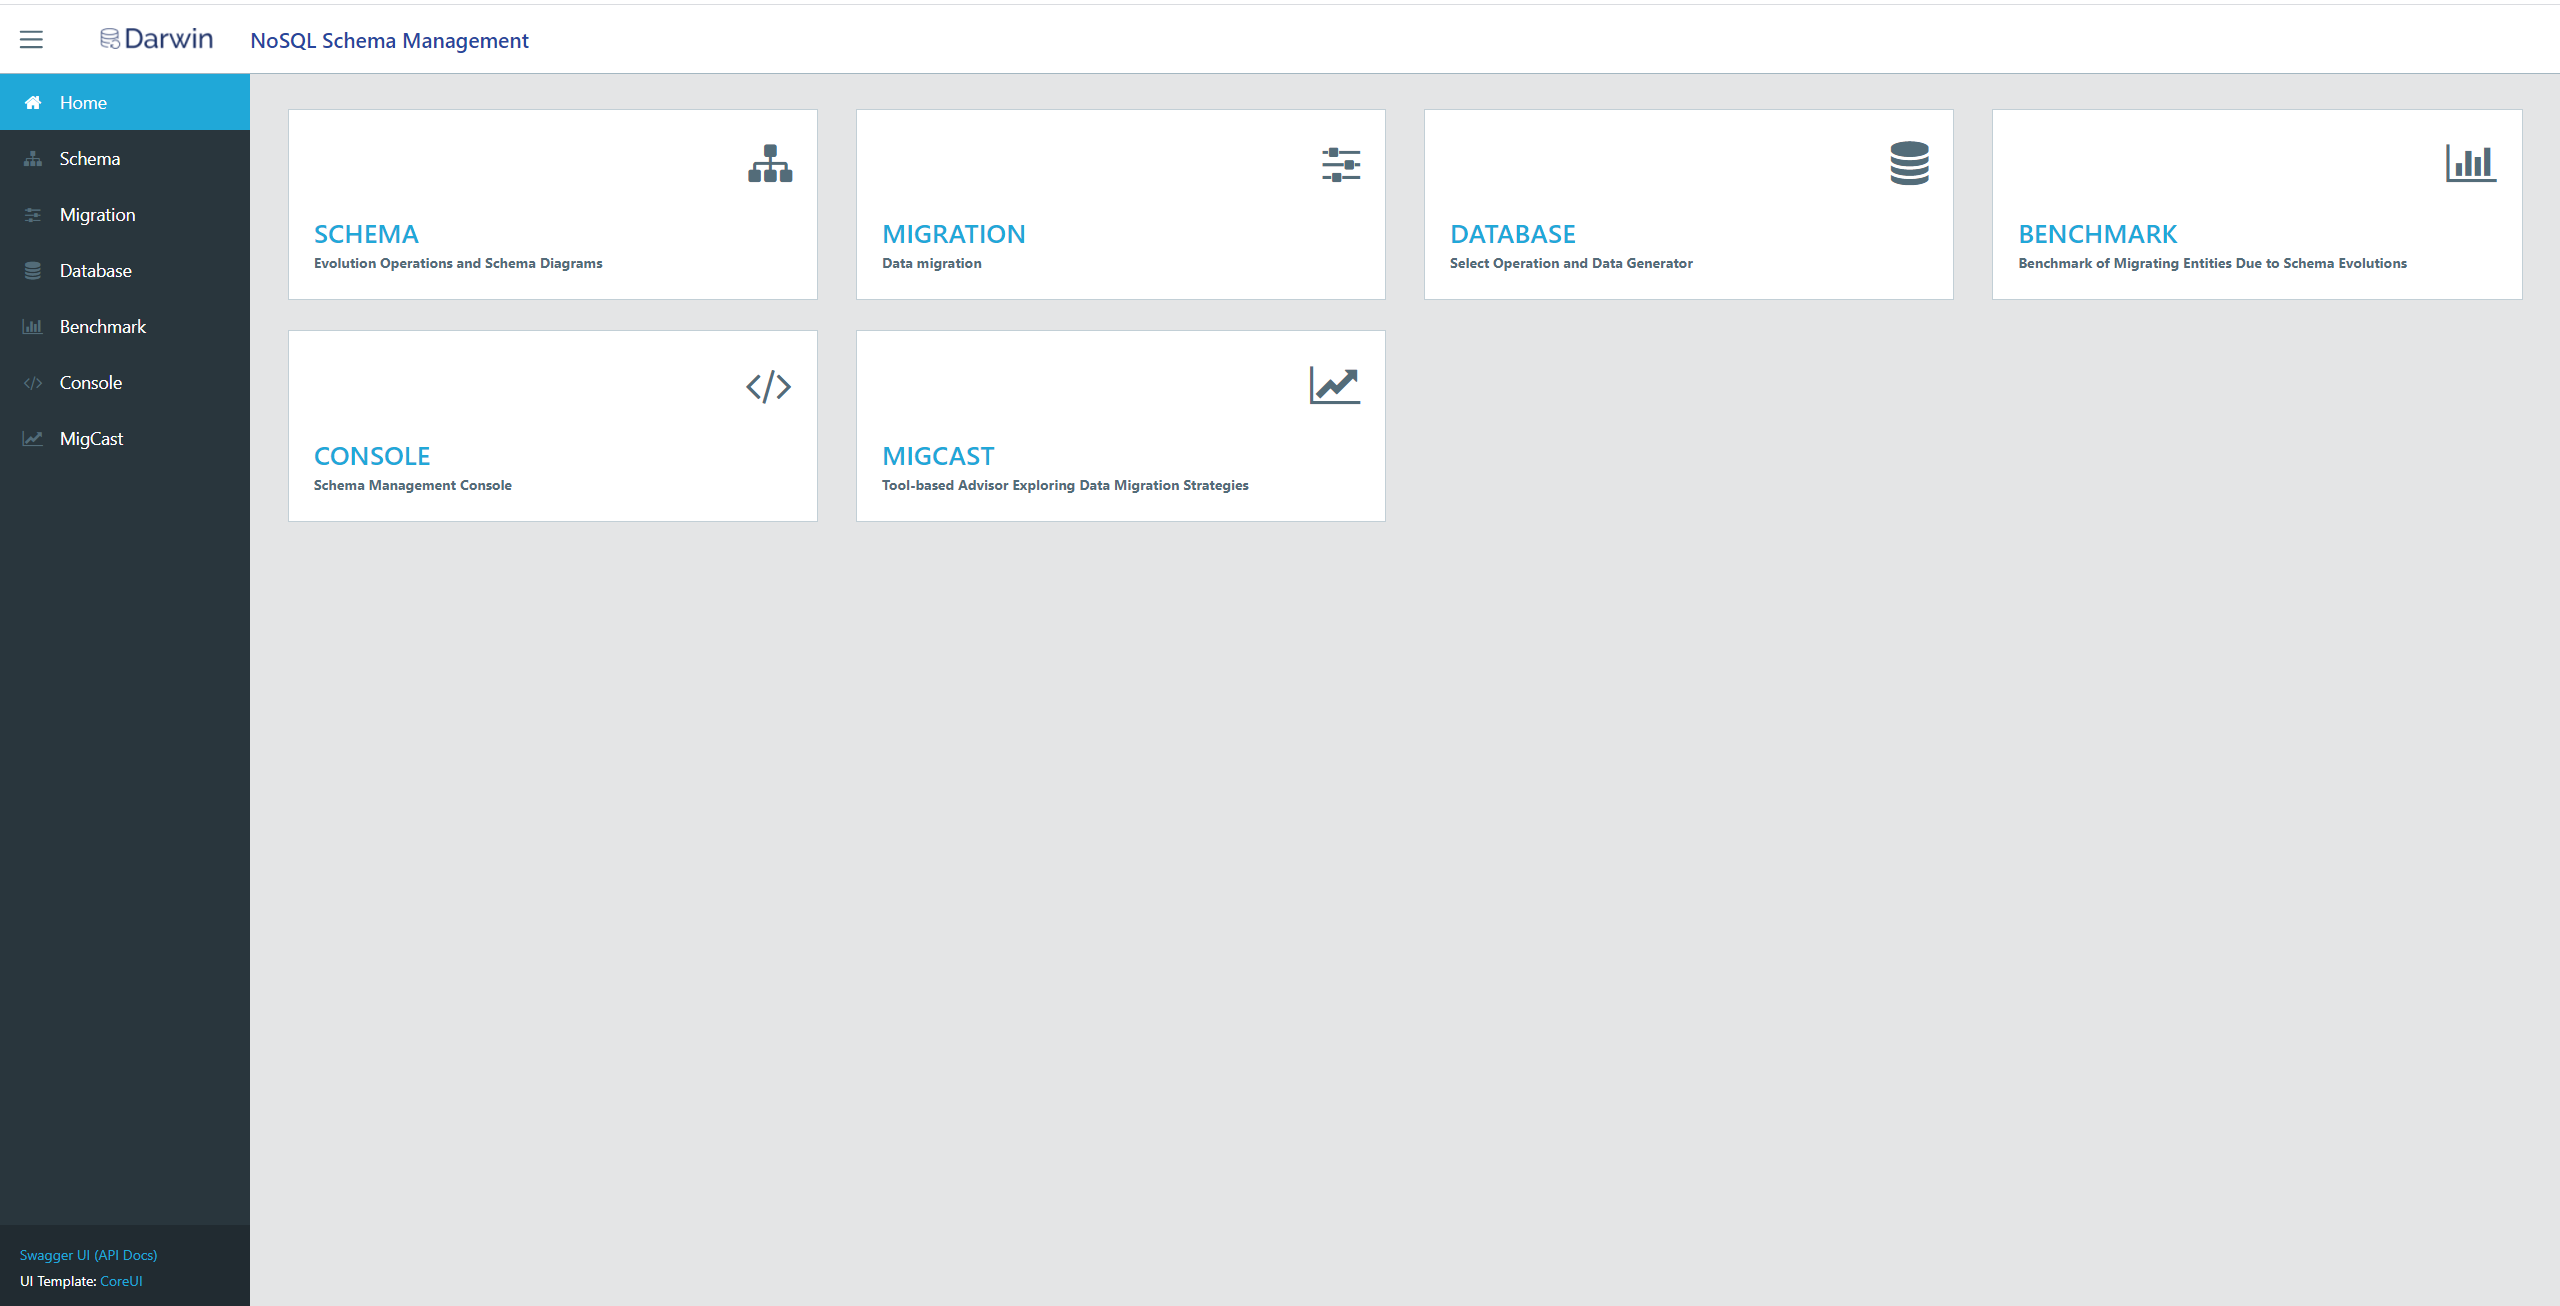 Darwin
NoSQL Schema Management
Home
Schema
Migration
Database
Benchmark
Console
MigCast
SCHEMA
Evolution Operations and Schema Diagrams
MIGRATION
Data migration
DATABASE
Select Operation and Data Generator
BENCHMARK
Benchmark of Migrating Entities Due to Schema Evolutions
CONSOLE
Schema Management Console
MIGCAST
Tool-based Advisor Exploring Data Migration Strategies
Swagger UI (API Docs)
UI Template: CoreUI